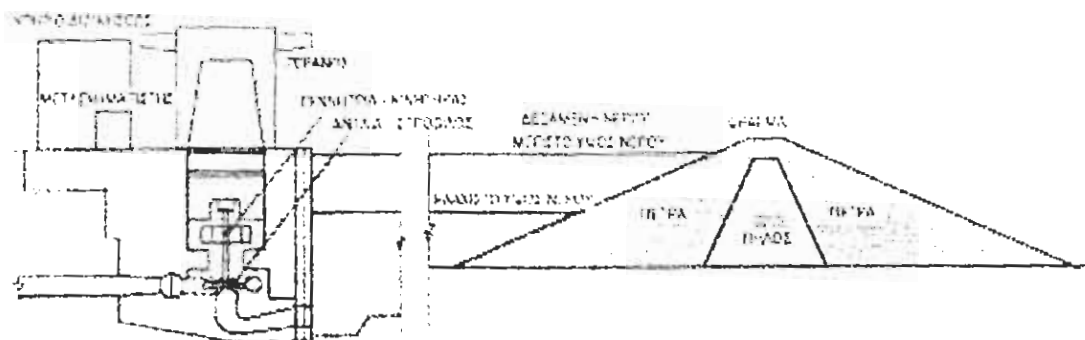 ΓΕΡΑΝΟΣ
ΜΕΤΑΣΧΗΜΑΤΙΣΤΗΣ
ΓΕΝΝΗΤΡΙΑ - ΚΙΝΗΤΗΡΑΣ
ΑΝΤΛΙΑ - ΣΤΡΟΒΙΛΟΣ
ΔΕΞΑΜΕΝΗ ΝΕΡΟΥ
ΦΡΑΓΜΑ
ΜΕΓΙΣΤΟ ΥΨΟΣ ΝΕΡΟΥ
ΕΛΑΧΙΣΤΟ ΥΨΟΣ ΝΕΡΟΥ
ΠΕΤΡΑ
ΠΗΛΟΣ
ΠΕΤΡΑ